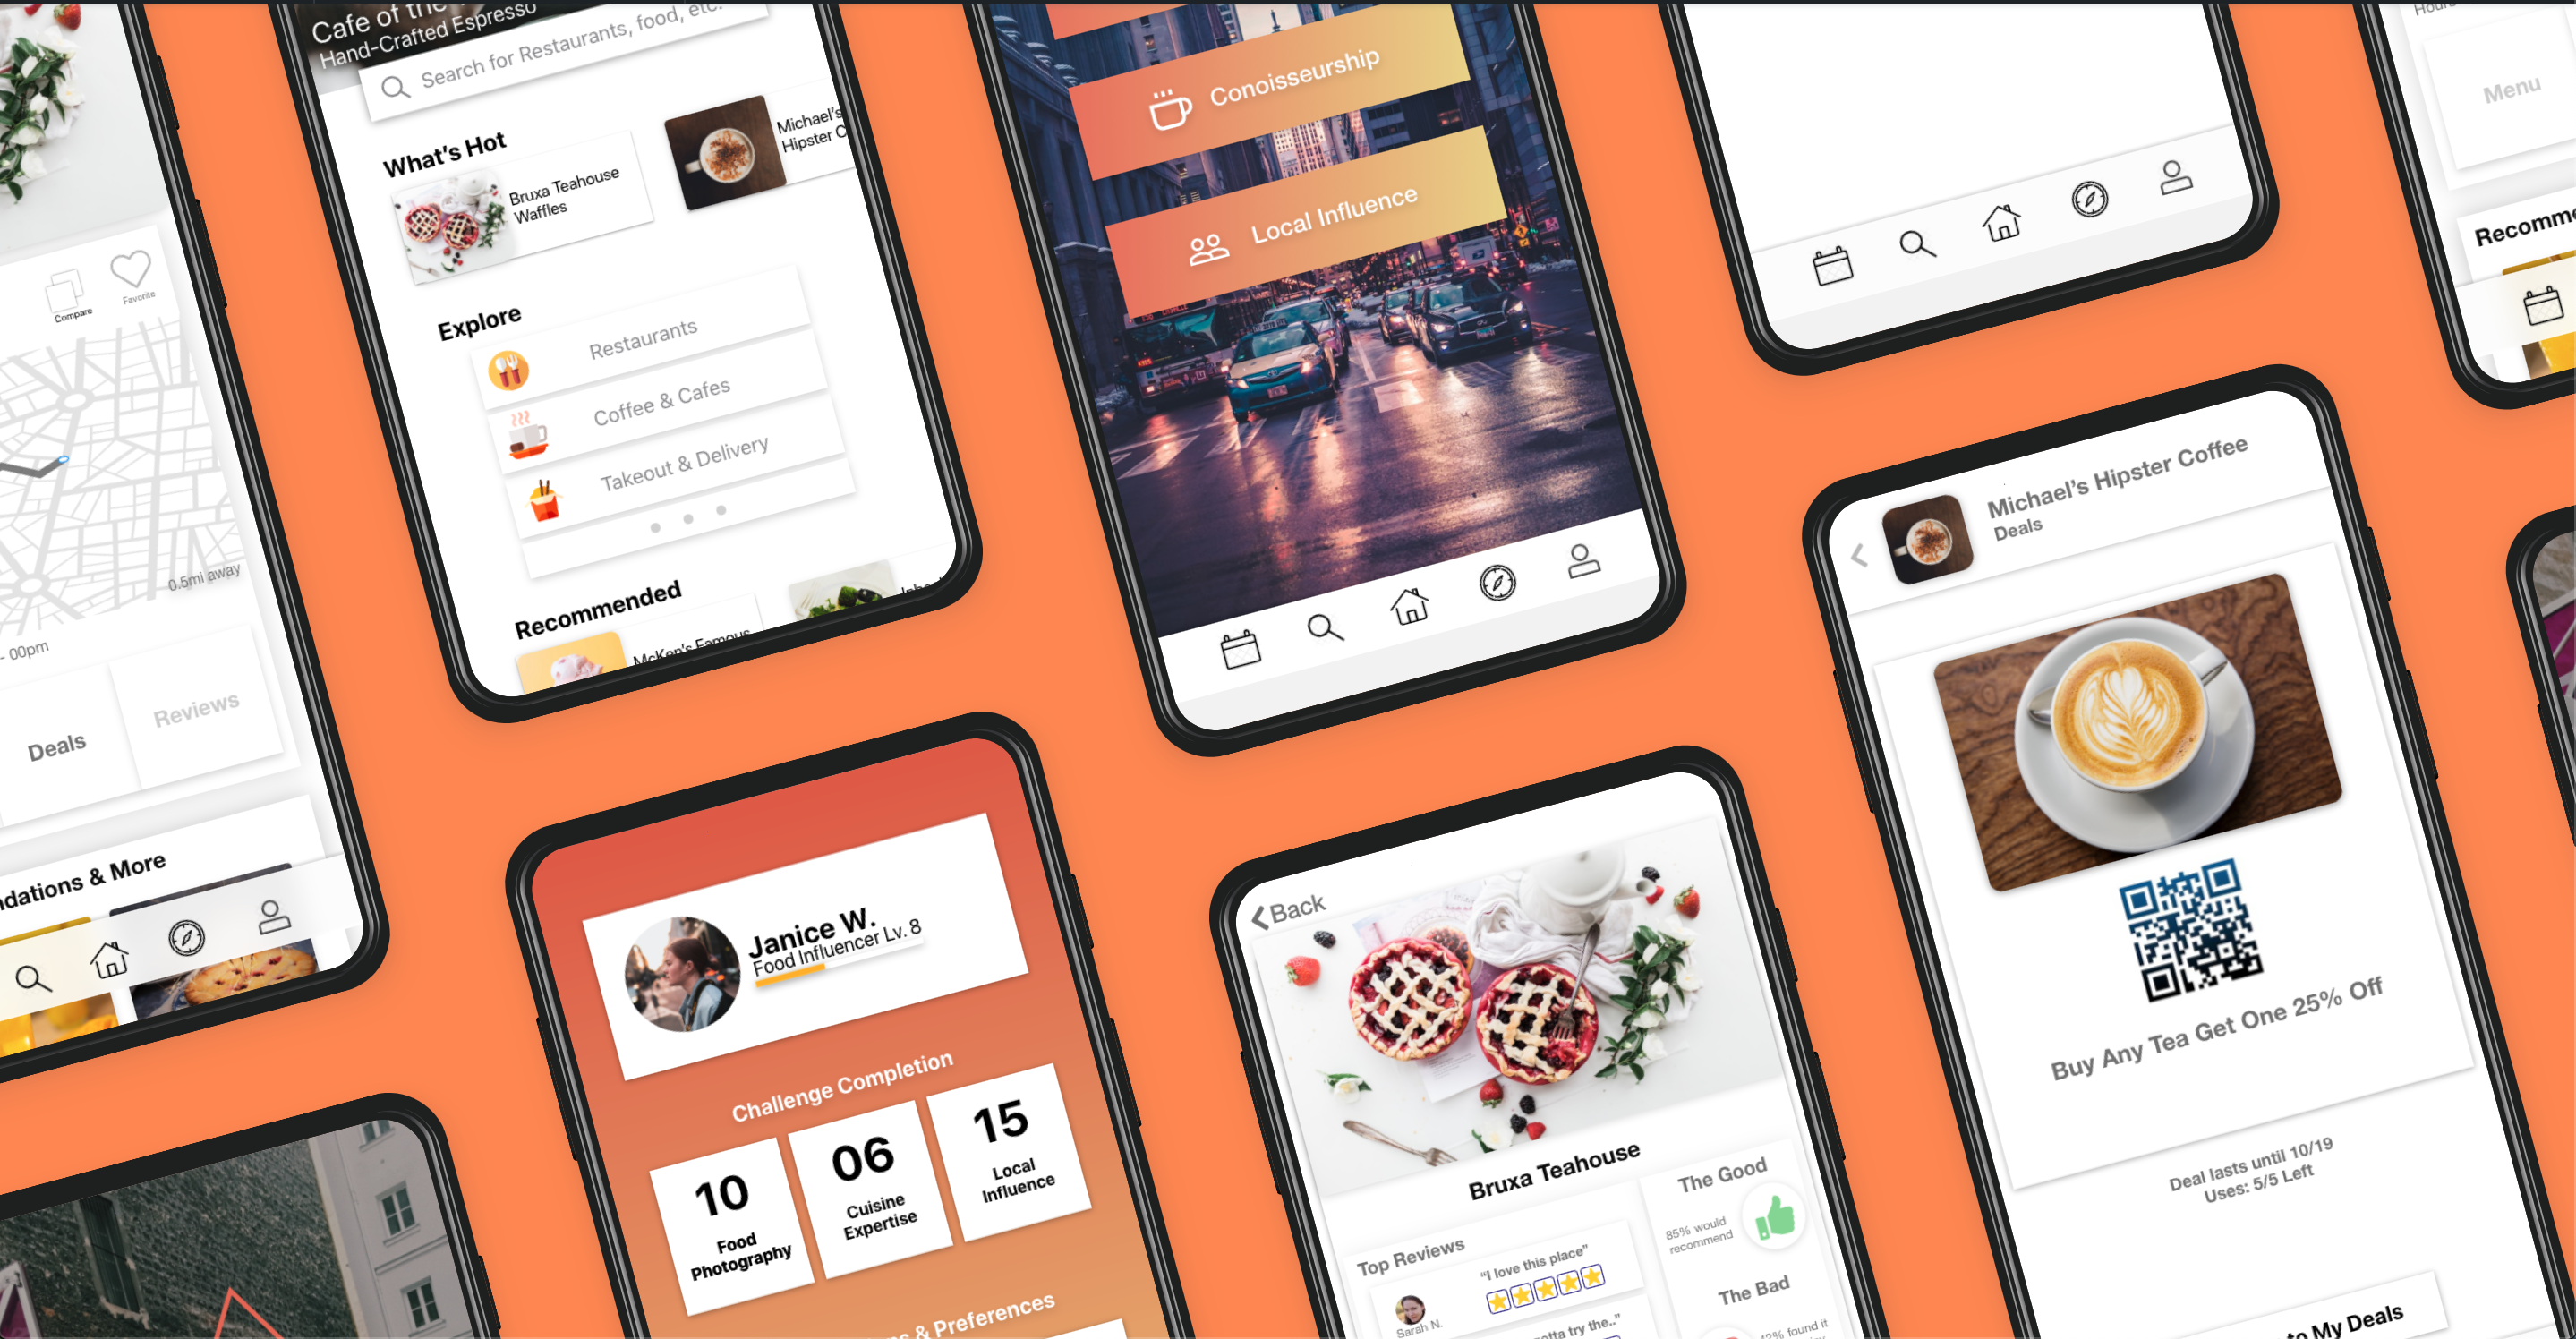 Cafe of the
Hand-Crafted Espresso
Search for Restaurants, food, etc.
What's Hot
Bruxa Teahouse
Waffles
Michael's
Hipster C
Explore
Restaurants
Coffee & Cafes
Takeout & Delivery
Recommended
McKen's Famous
Compare
Favorite
0.5mi away
- 00pm
Deals
Reviews
dations & More
Conoisseurship
Local Influence
Hours
Menu
Recomme
Michael's Hipster Coffee
Deals
Buy Any Tea Get One 25% Off
Deal lasts until 10/19
Uses: 5/5 Left
to My Deals
Janice W.
Food Influencer Lv. 8
Challenge Completion
10
Food
Photography
06
Cuisine
Expertise
15
Local
Influence
s & Preferences
Back
Bruxa Teahouse
Top Reviews
"I love this place"
Sarah N.
otta try the.."
The Good
85% would
recommend
The Bad
42% found it